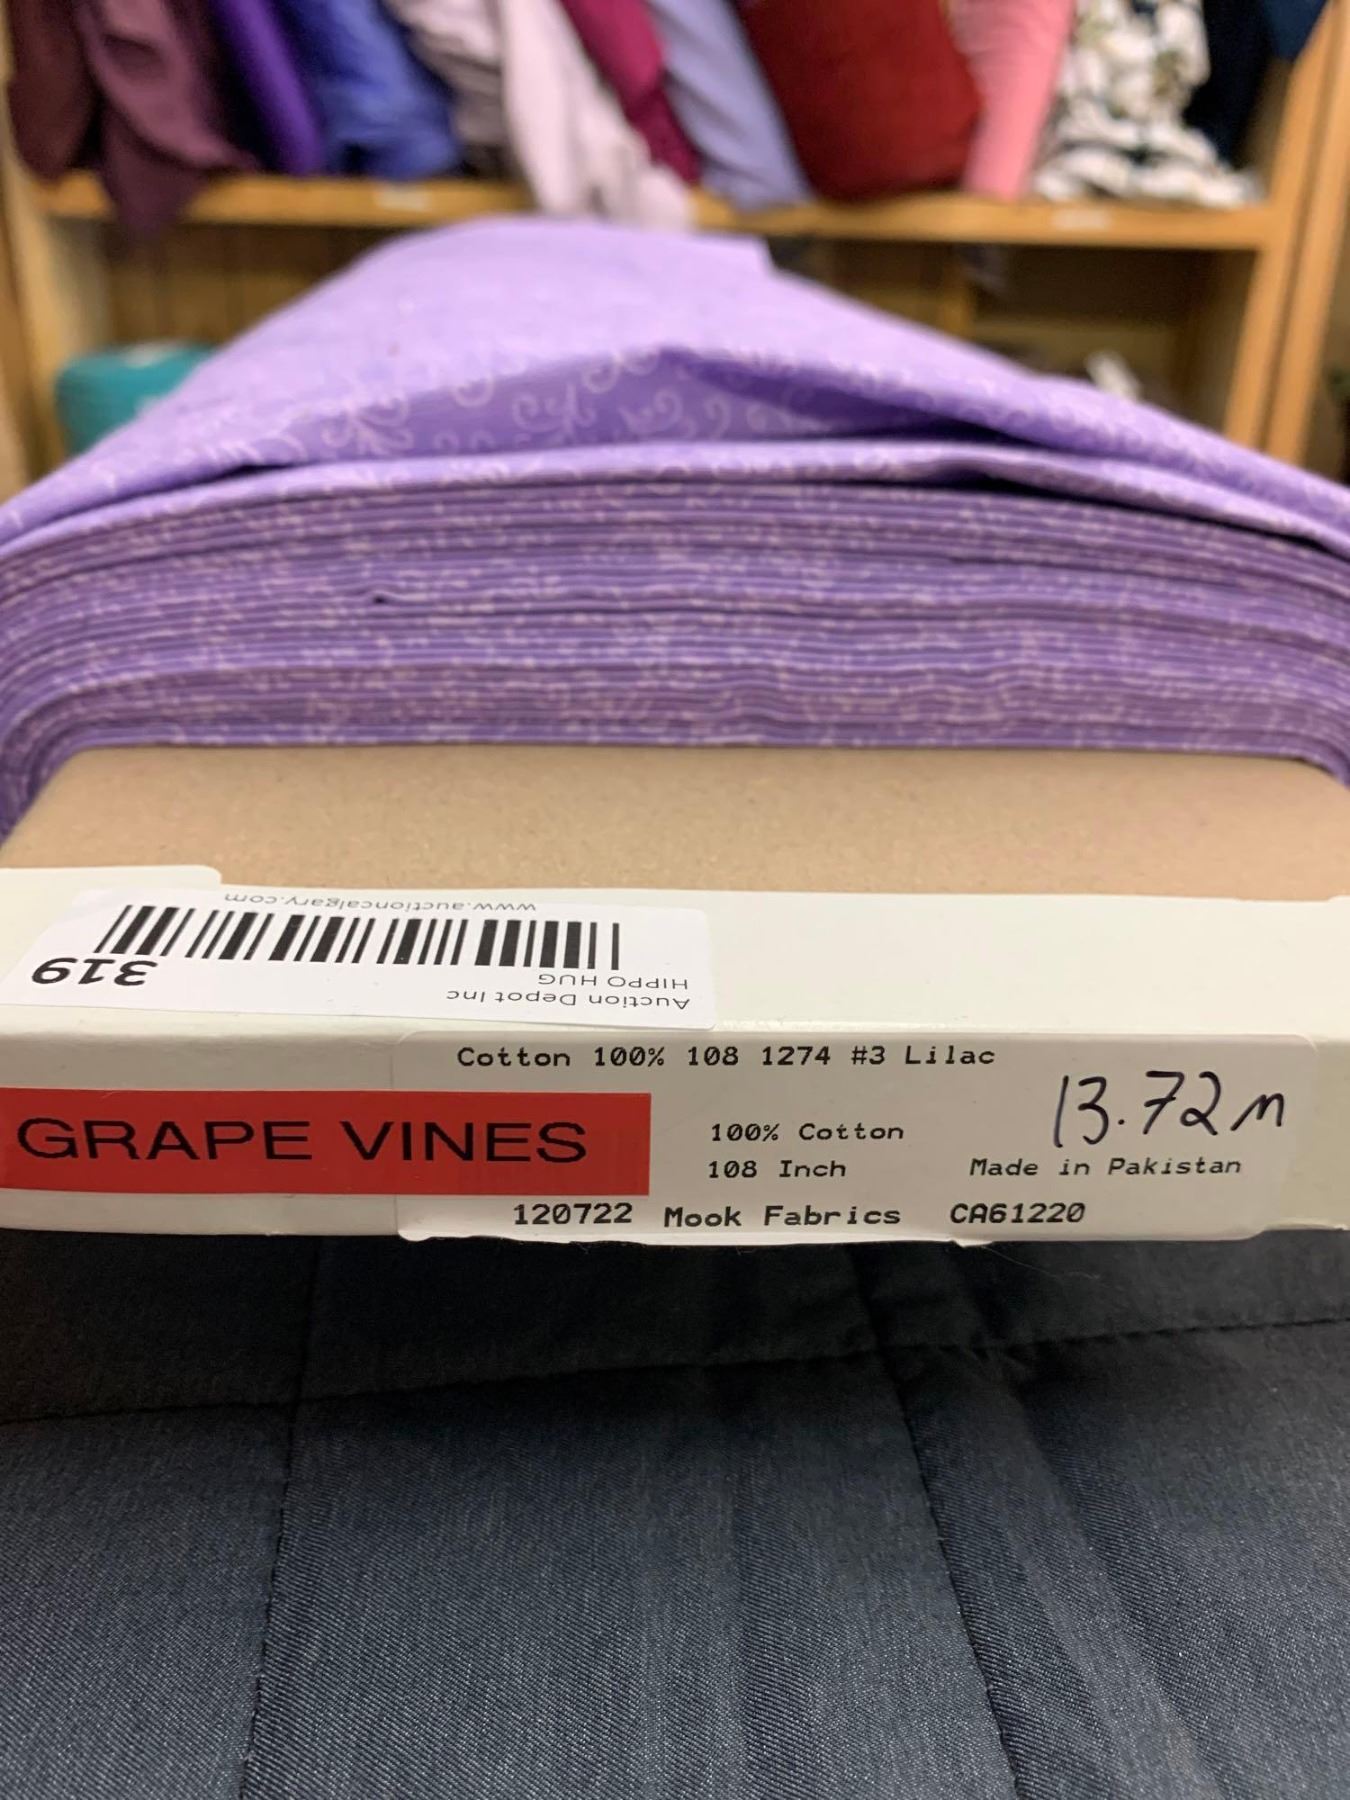 www.auctioncalgary.com
319
HIPPO HUG
Auction Depot Inc
Cotton 100% 108 1274 #3 Lilac
13.72m
GRAPE VINES
100% Cotton
108 Inch
Made in Pakistan
120722 Mook Fabrics CA61220